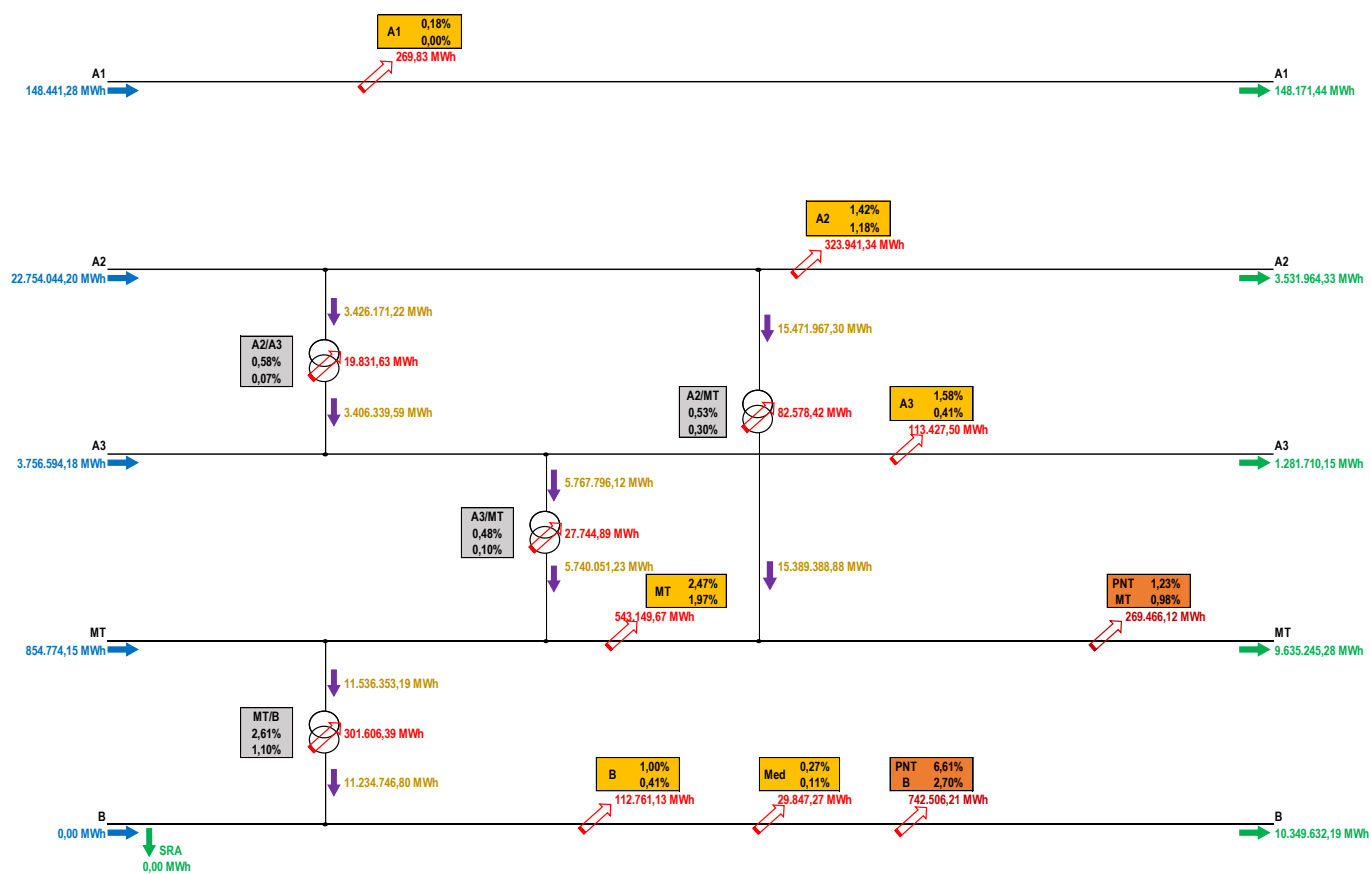 A1 0,18%
0,00%
269,83 MWh
A1
148.441,28 MWh
A1
148.171,44 MWh
A2 1,42%
1,18%
323.941,34 MWh
A2
22.754.044,20 MWh
A2
3.531.964,33 MWh
3.426.171,22 MWh
15.471.967,30 MWh
A2/A3
0,58%
0,07%
19.831,63 MWh
A2/MT
0,53%
0,30%
82.578,42 MWh
3.406.339,59 MWh
A3 1,58%
0,41%
113.427,50 MWh
A3
3.756.594,18 MWh
A3
1.281.710,15 MWh
5.767.796,12 MWh
A3/MT
0,48%
0,10%
27.744,89 MWh
5.740.051,23 MWh
15.389.388,88 MWh
MT 2,47%
1,97%
543.149,67 MWh
PNT 1,23%
MT 0,98%
269.466,12 MWh
MT
854.774,15 MWh
MT
9.635.245,28 MWh
11.536.353,19 MWh
MT/B
2,61%
1,10%
301.606,39 MWh
11.234.746,80 MWh
B 1,00%
0,41%
112.761,13 MWh
Med 0,27%
0,11%
29.847,27 MWh
PNT 6,61%
B 2,70%
742.506,21 MWh
B
0,00 MWh
B
10.349.632,19 MWh
SRA
0,00 MWh